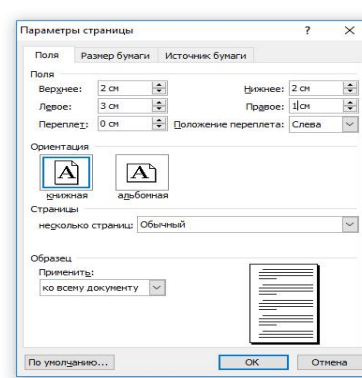 Параметры страницы ? ×
Поля Размер бумаги Источник бумаги
Поля
Верхнее: 2 см Нижнее: 2 см
Левое: 3 см Правое: 1 см
Переплет: 0 см Положение переплета: Слева
Ориентация
A A
книжная альбомная
Страницы
несколько страниц: Обычный
Образец
Применить:
ко всему документу
По умолчанию... ОК Отмена